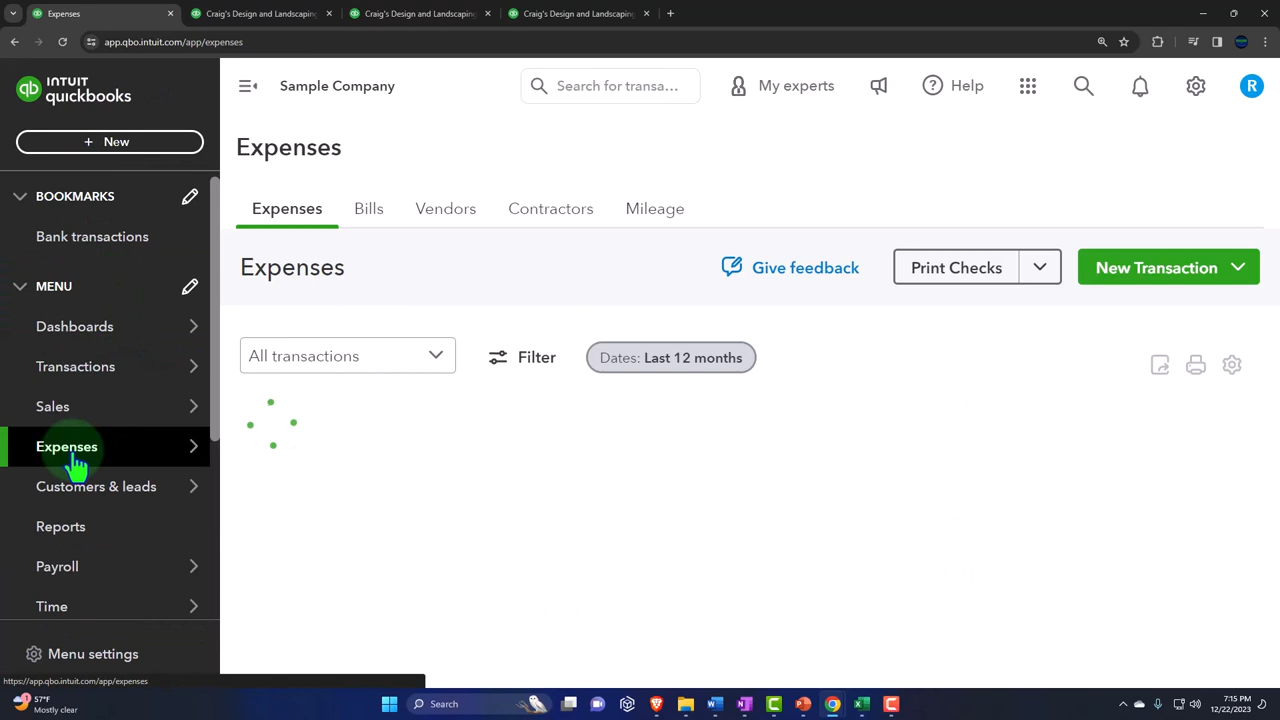 Expenses
Craig's Design and Landscaping
Craig's Design and Landscaping
Craig's Design and Landscaping
app.qbo.intuit.com/app/expenses
INTUIT
quickbooks
qb
Sample Company
Search for transa...
My experts
Help
R
+ New
Expenses
BOOKMARKS
Bank transactions
Expenses
Bills
Vendors
Contractors
Mileage
MENU
Dashboards
Transactions
Sales
Expenses
Customers & leads
Reports
Payroll
Time
Menu settings
Expenses
Give feedback
Print Checks
New Transaction
All transactions
Filter
Dates: Last 12 months
https://app.qbo.intuit.com/app/expenses
1
57°F
Mostly clear
Search
7:15 PM
12/22/2023